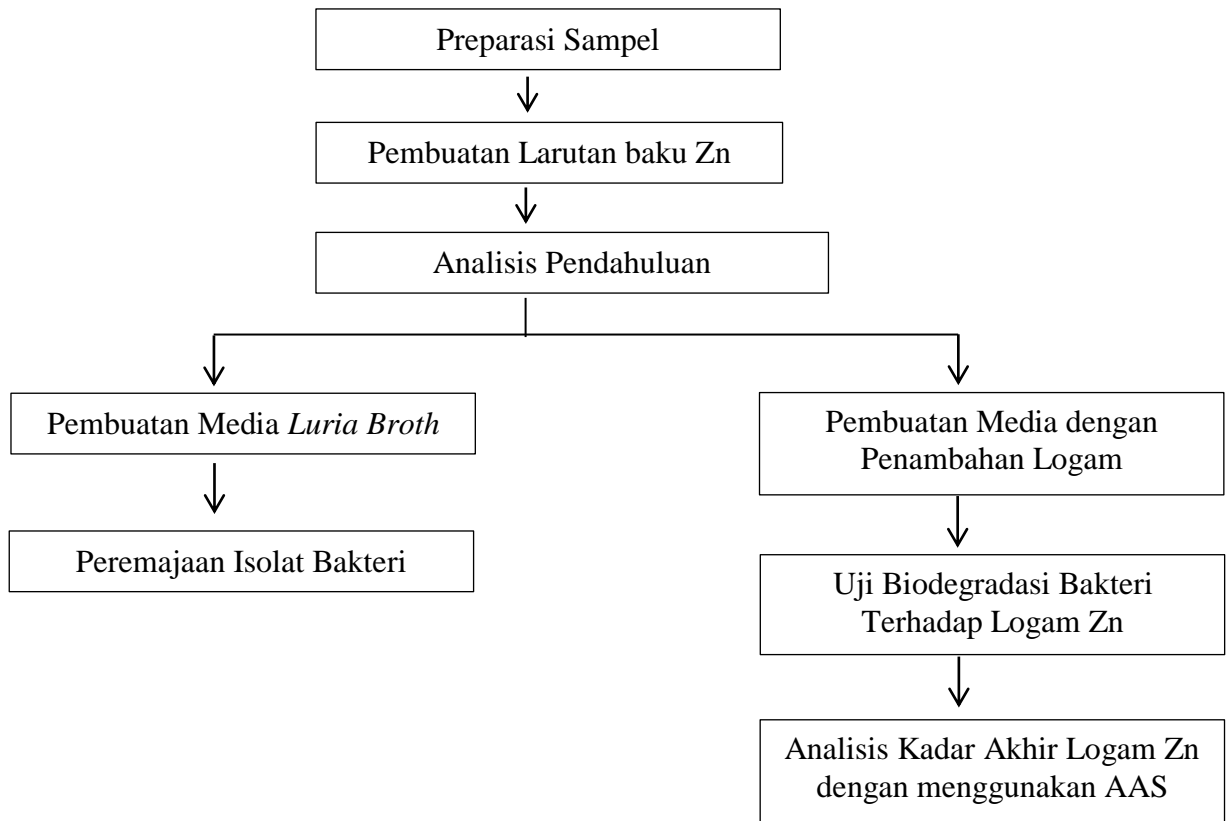 Preparasi Sampel
Pembuatan Larutan baku Zn
Analisis Pendahuluan
Pembuatan Media Luria Broth
Peremajaan Isolat Bakteri
Pembuatan Media dengan
Penambahan Logam
Uji Biodegradasi Bakteri
Terhadap Logam Zn
Analisis Kadar Akhir Logam Zn
dengan menggunakan AAS